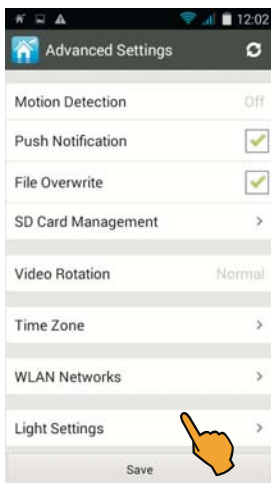 12:02
Advanced Settings
Motion Detection Off
Push Notification
File Overwrite
SD Card Management
Video Rotation Normal
Time Zone
WLAN Networks
Light Settings
Save